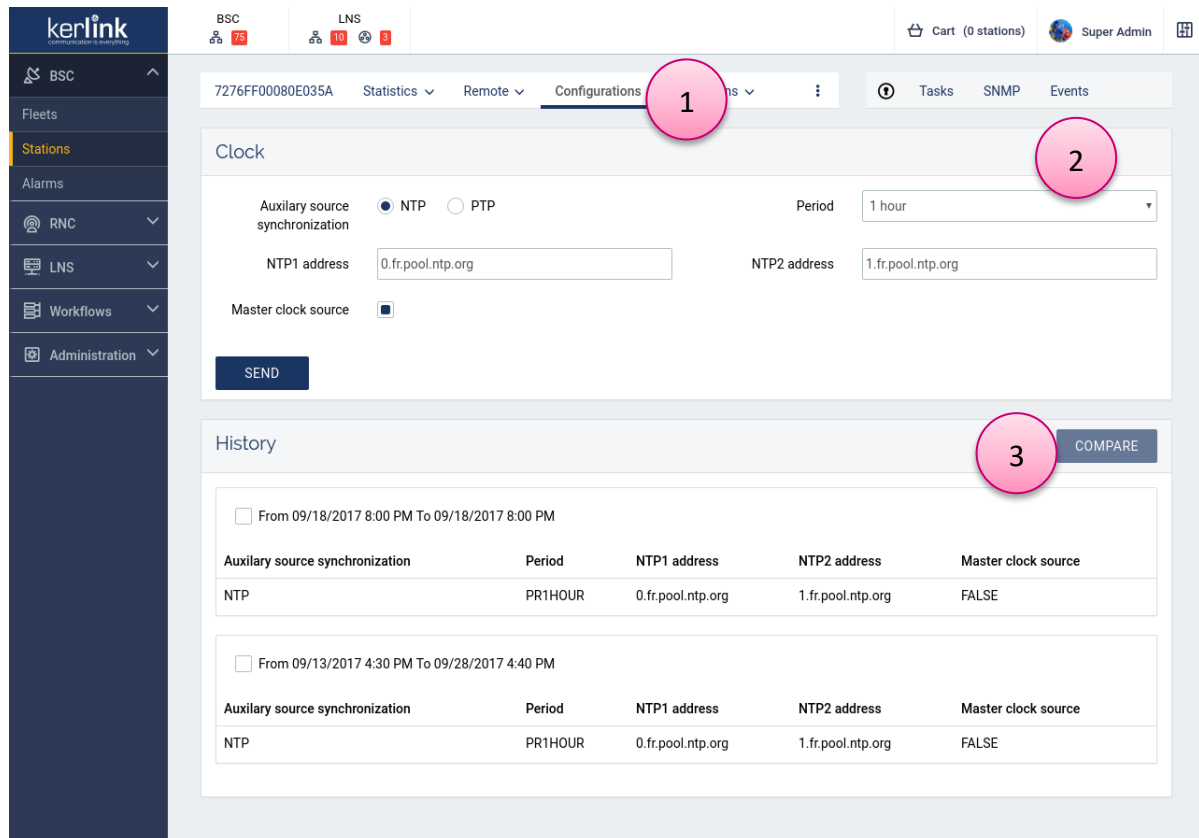 kerlink
communication is everything
BSC
75
LNS
10
3
Cart (0 stations)
Super Admin
BSC
Fleets
Stations
Alarms
RNC
LNS
Workflows
Administration
7276FF00080E035A Statistics Remote Configurations ns
Tasks SNMP Events
1
2
Clock
Auxilary source
synchronization
NTP PTP
Period 1 hour
NTP1 address 0.fr.pool.ntp.org
NTP2 address 1.fr.pool.ntp.org
Master clock source
SEND
History
3
COMPARE
From 09/18/2017 8:00 PM To 09/18/2017 8:00 PM
Auxilary source synchronization Period NTP1 address NTP2 address Master clock source
NTP PR1HOUR 0.fr.pool.ntp.org 1.fr.pool.ntp.org FALSE
From 09/13/2017 4:30 PM To 09/28/2017 4:40 PM
Auxilary source synchronization Period NTP1 address NTP2 address Master clock source
NTP PR1HOUR 0.fr.pool.ntp.org 1.fr.pool.ntp.org FALSE